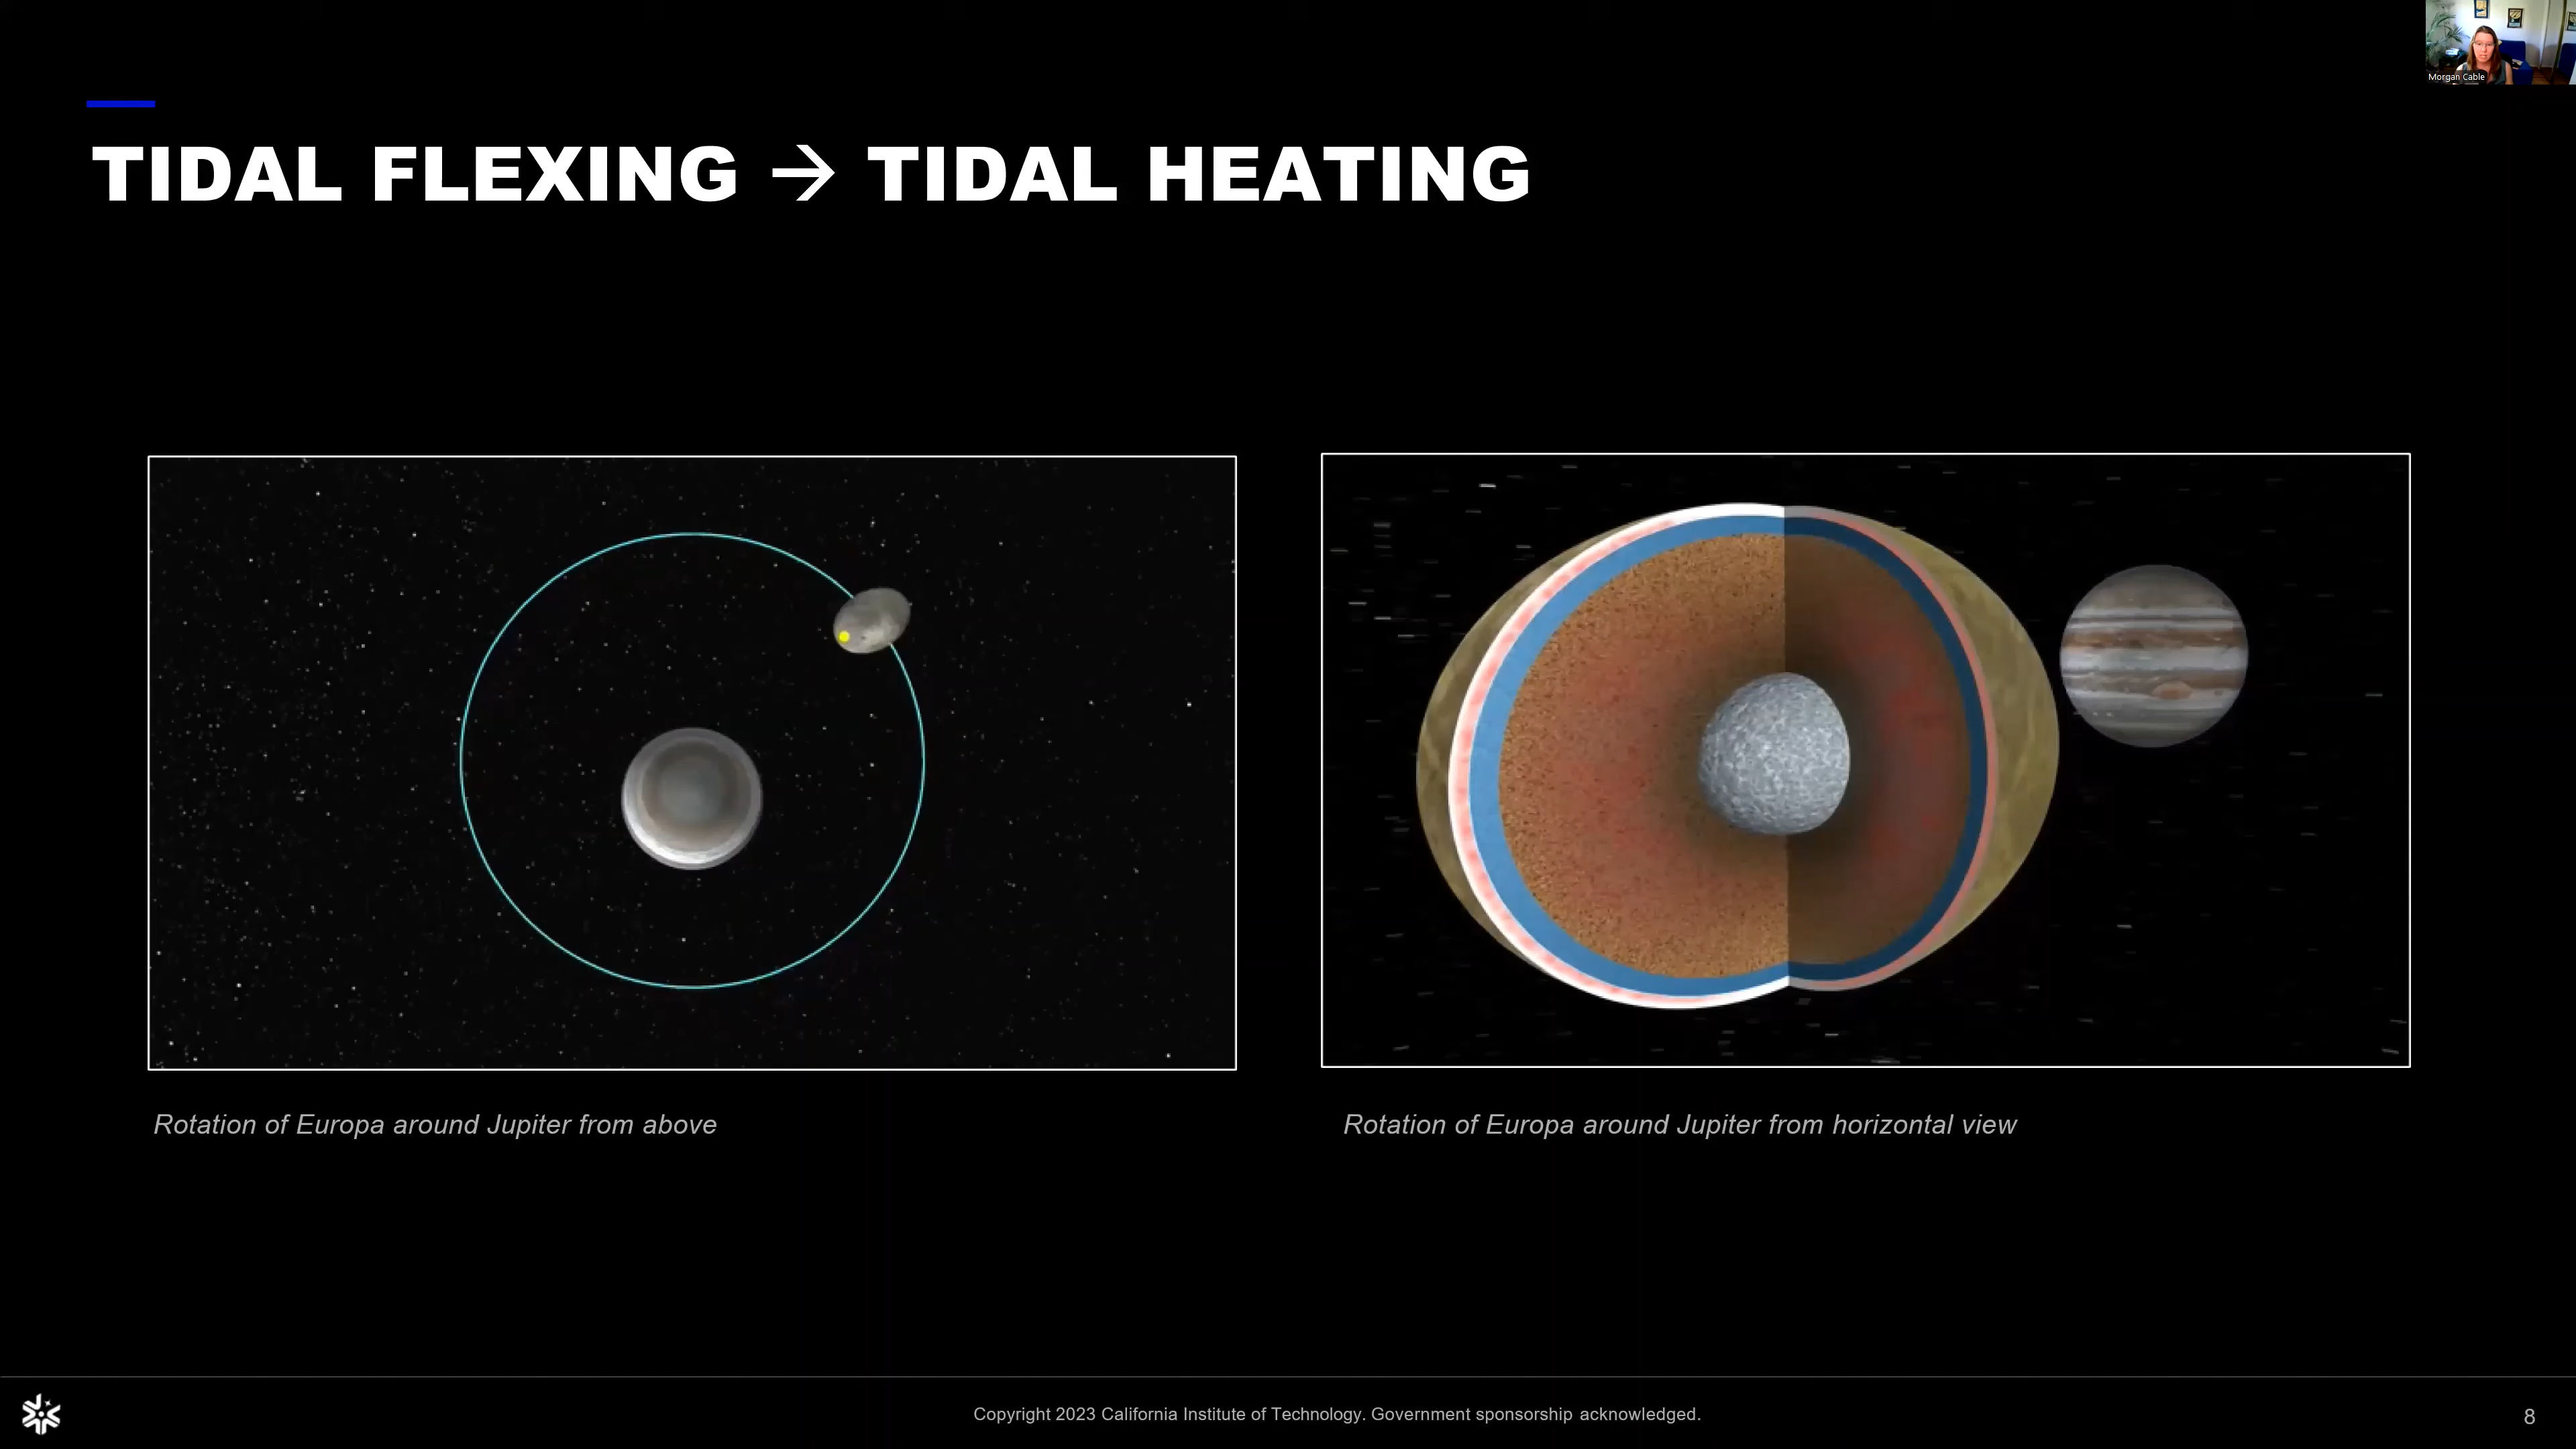 Morgan Cable
TIDAL FLEXING → TIDAL HEATING
Rotation of Europa around Jupiter from above
Rotation of Europa around Jupiter from horizontal view
Copyright 2023 California Institute of Technology. Government sponsorship acknowledged.
8